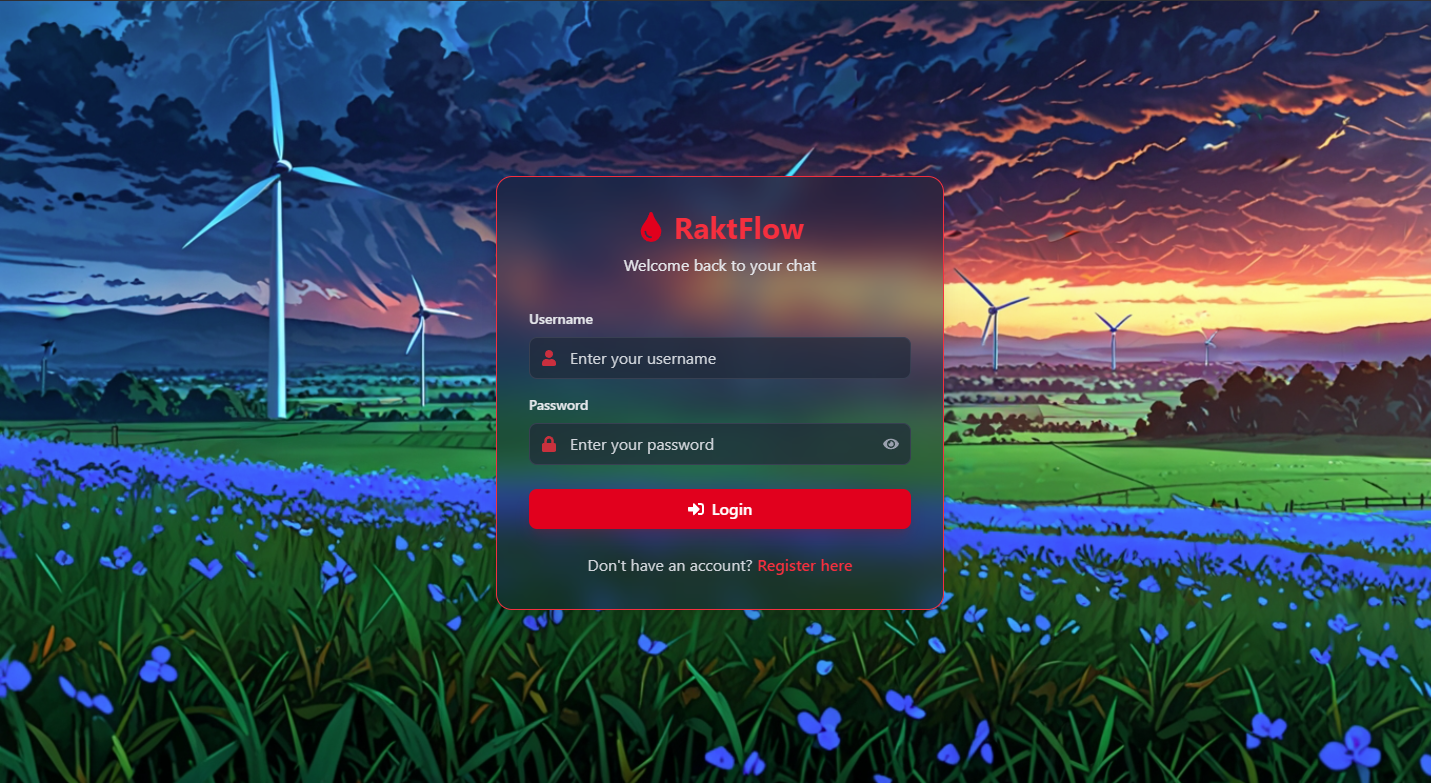 RaktFlow
Welcome back to your chat
Username
Enter your username
Password
Enter your password
Login
Don't have an account? Register here